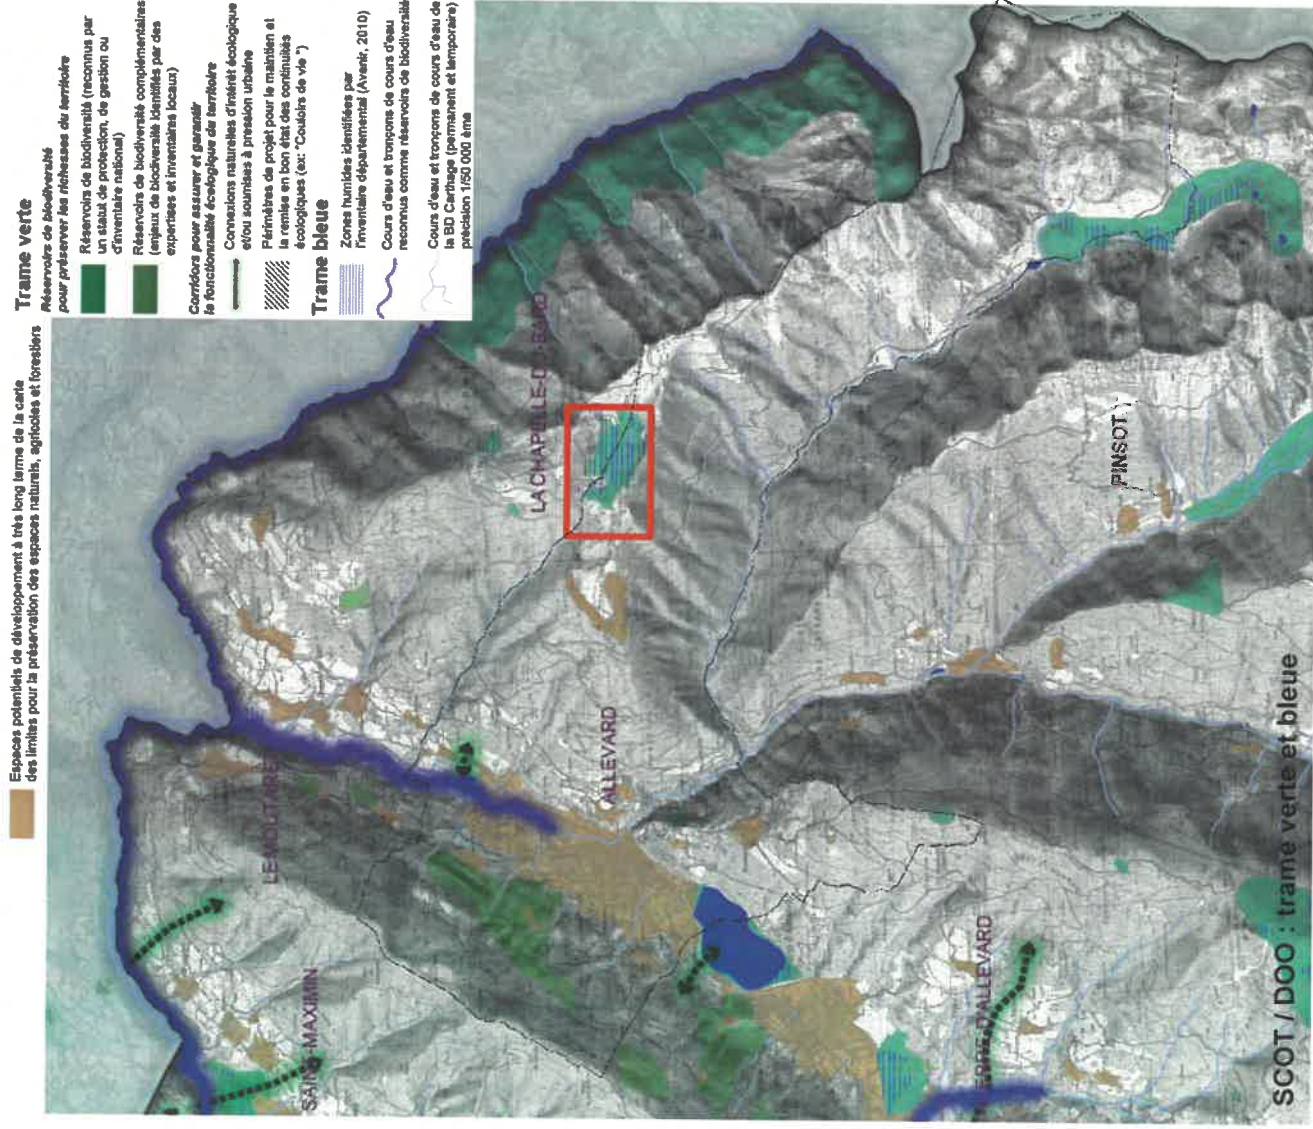 Espaces potentiels de développement à très long terme de la carte
des limites pour la préservation des espaces naturels, agricoles et forestiers
Trame verte
Réservoirs de biodiversité
pour préserver les richesses du territoire
Réservoirs de biodiversité (reconnus par
un statut de protection, de gestion ou
d'inventaire national)
Réservoirs de biodiversité complémentaires
(enjeux de biodiversité identifiés par des
expertises et inventaires locaux)
Corridors pour assurer et garantir
la fonctionnalité écologique du territoire
Connexions naturelles d'intérêt écologique
et/ou soumises à pression urbaine
Périmètres de projet pour le maintien et
la remise en bon état des continuités
écologiques (ex: "Couloirs de vie ")
Trame bleue
Zones humides identifiées par
l'inventaire départemental (Avenir, 2010)
Cours d'eau et tronçons de cours d'eau
reconnus comme réservoirs de biodiversité
Cours d'eau et tronçons de cours d'eau de
la BD Carthage (permanent et temporaire)
précision 1/50 000 ème
LA CHAPELLE-DU-BARD
PINSOT
LE MOUTARET
ALLEVARD
SAINT-MAXIMIN
D'ALLEVARD
SCOT / DOO : trame verte et bleue